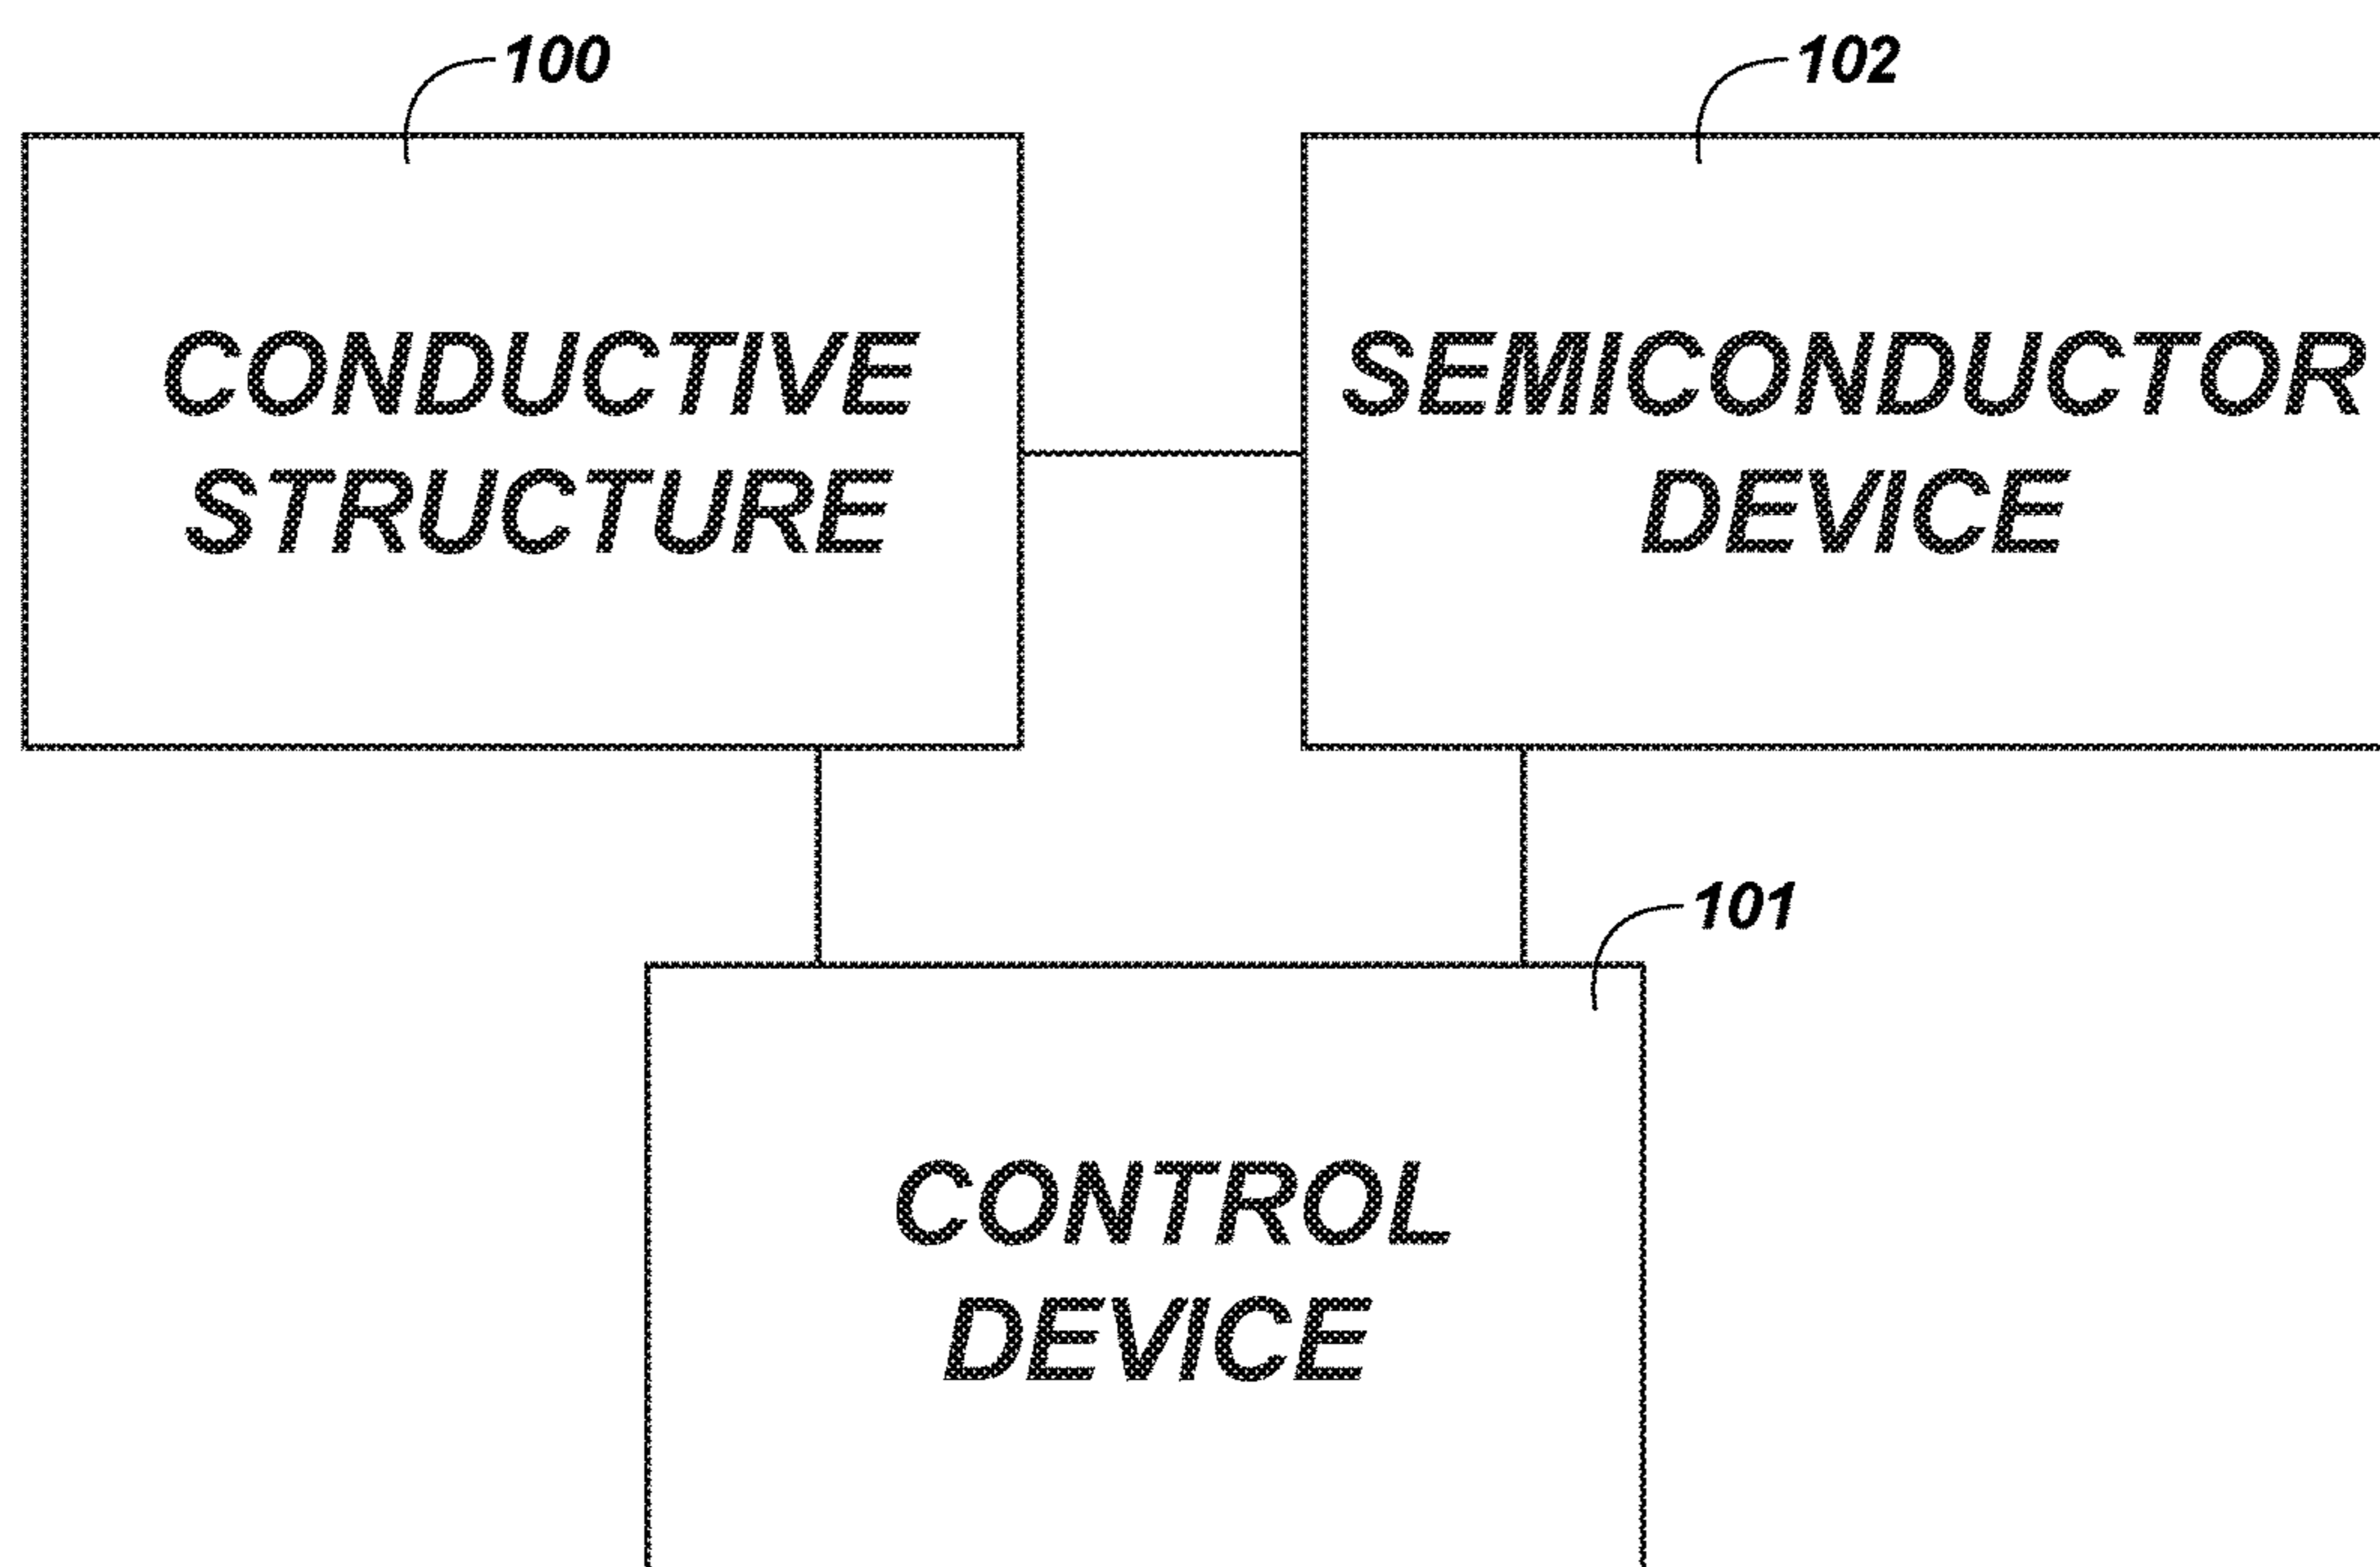 100
102
CONDUCTIVE
STRUCTURE
SEMICONDUCTOR
DEVICE
101
CONTROL
DEVICE